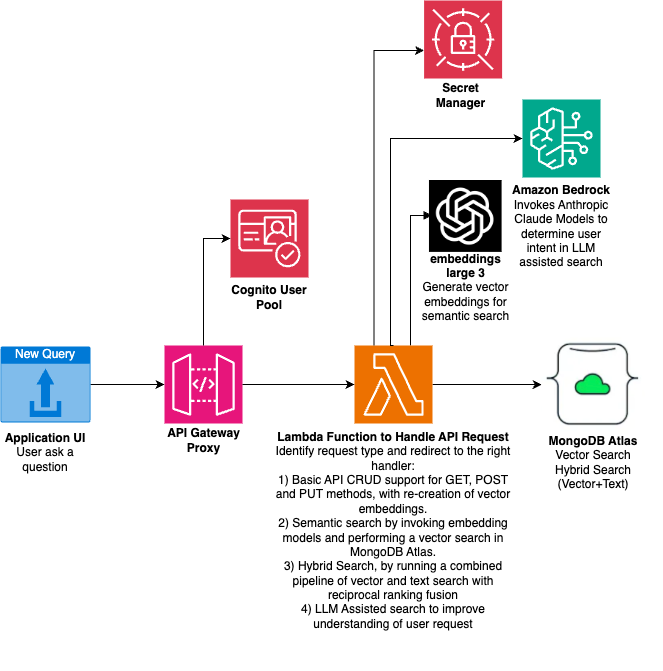 Secret
Manager
Amazon Bedrock
Invokes Anthropic
Claude Models to
determine user
intent in LLM
assisted search
embeddings
large 3
Generate vector
embeddings for
semantic search
Cognito User
Pool
New Query
Application UI
User ask a
question
</>
API Gateway
Proxy
Lambda Function to Handle API Request
Identify request type and redirect to the right
handler:
1) Basic API CRUD support for GET, POST
and PUT methods, with re-creation of vector
embeddings.
2) Semantic search by invoking embedding
models and performing a vector search in
MongoDB Atlas.
3) Hybrid Search, by running a combined
pipeline of vector and text search with
reciprocal ranking fusion
4) LLM Assisted search to improve
understanding of user request
MongoDB Atlas
Vector Search
Hybrid Search
(Vector+Text)